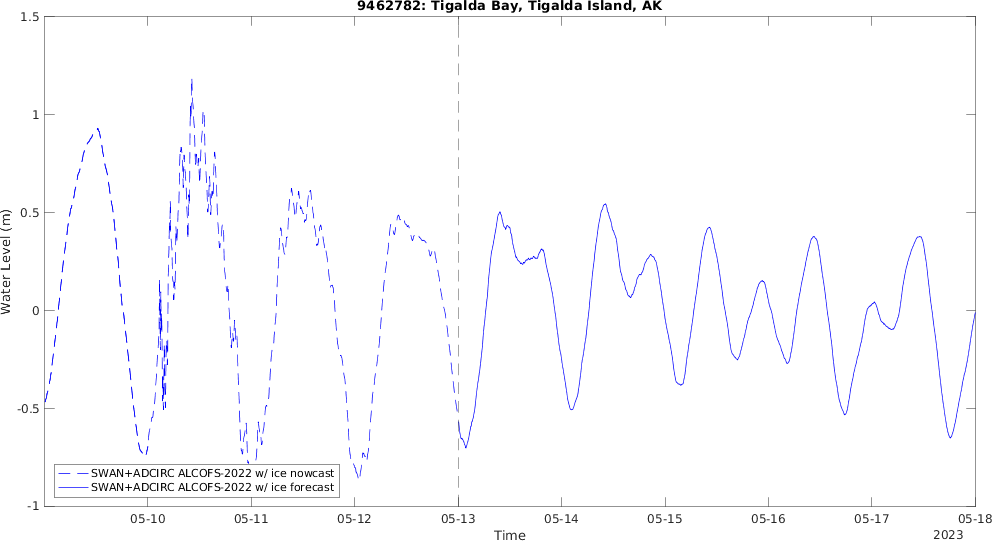 9462782: Tigalda Bay, Tigalda Island, AK
1.5
1
0.5
0
-0.5
-1
Water Level (m)
SWAN+ADCIRC ALCOFS-2022 w/ ice nowcast
SWAN+ADCIRC ALCOFS-2022 w/ ice forecast
05-10 05-11 05-12 05-13 05-14 05-15 05-16 05-17 05-18
Time
2023